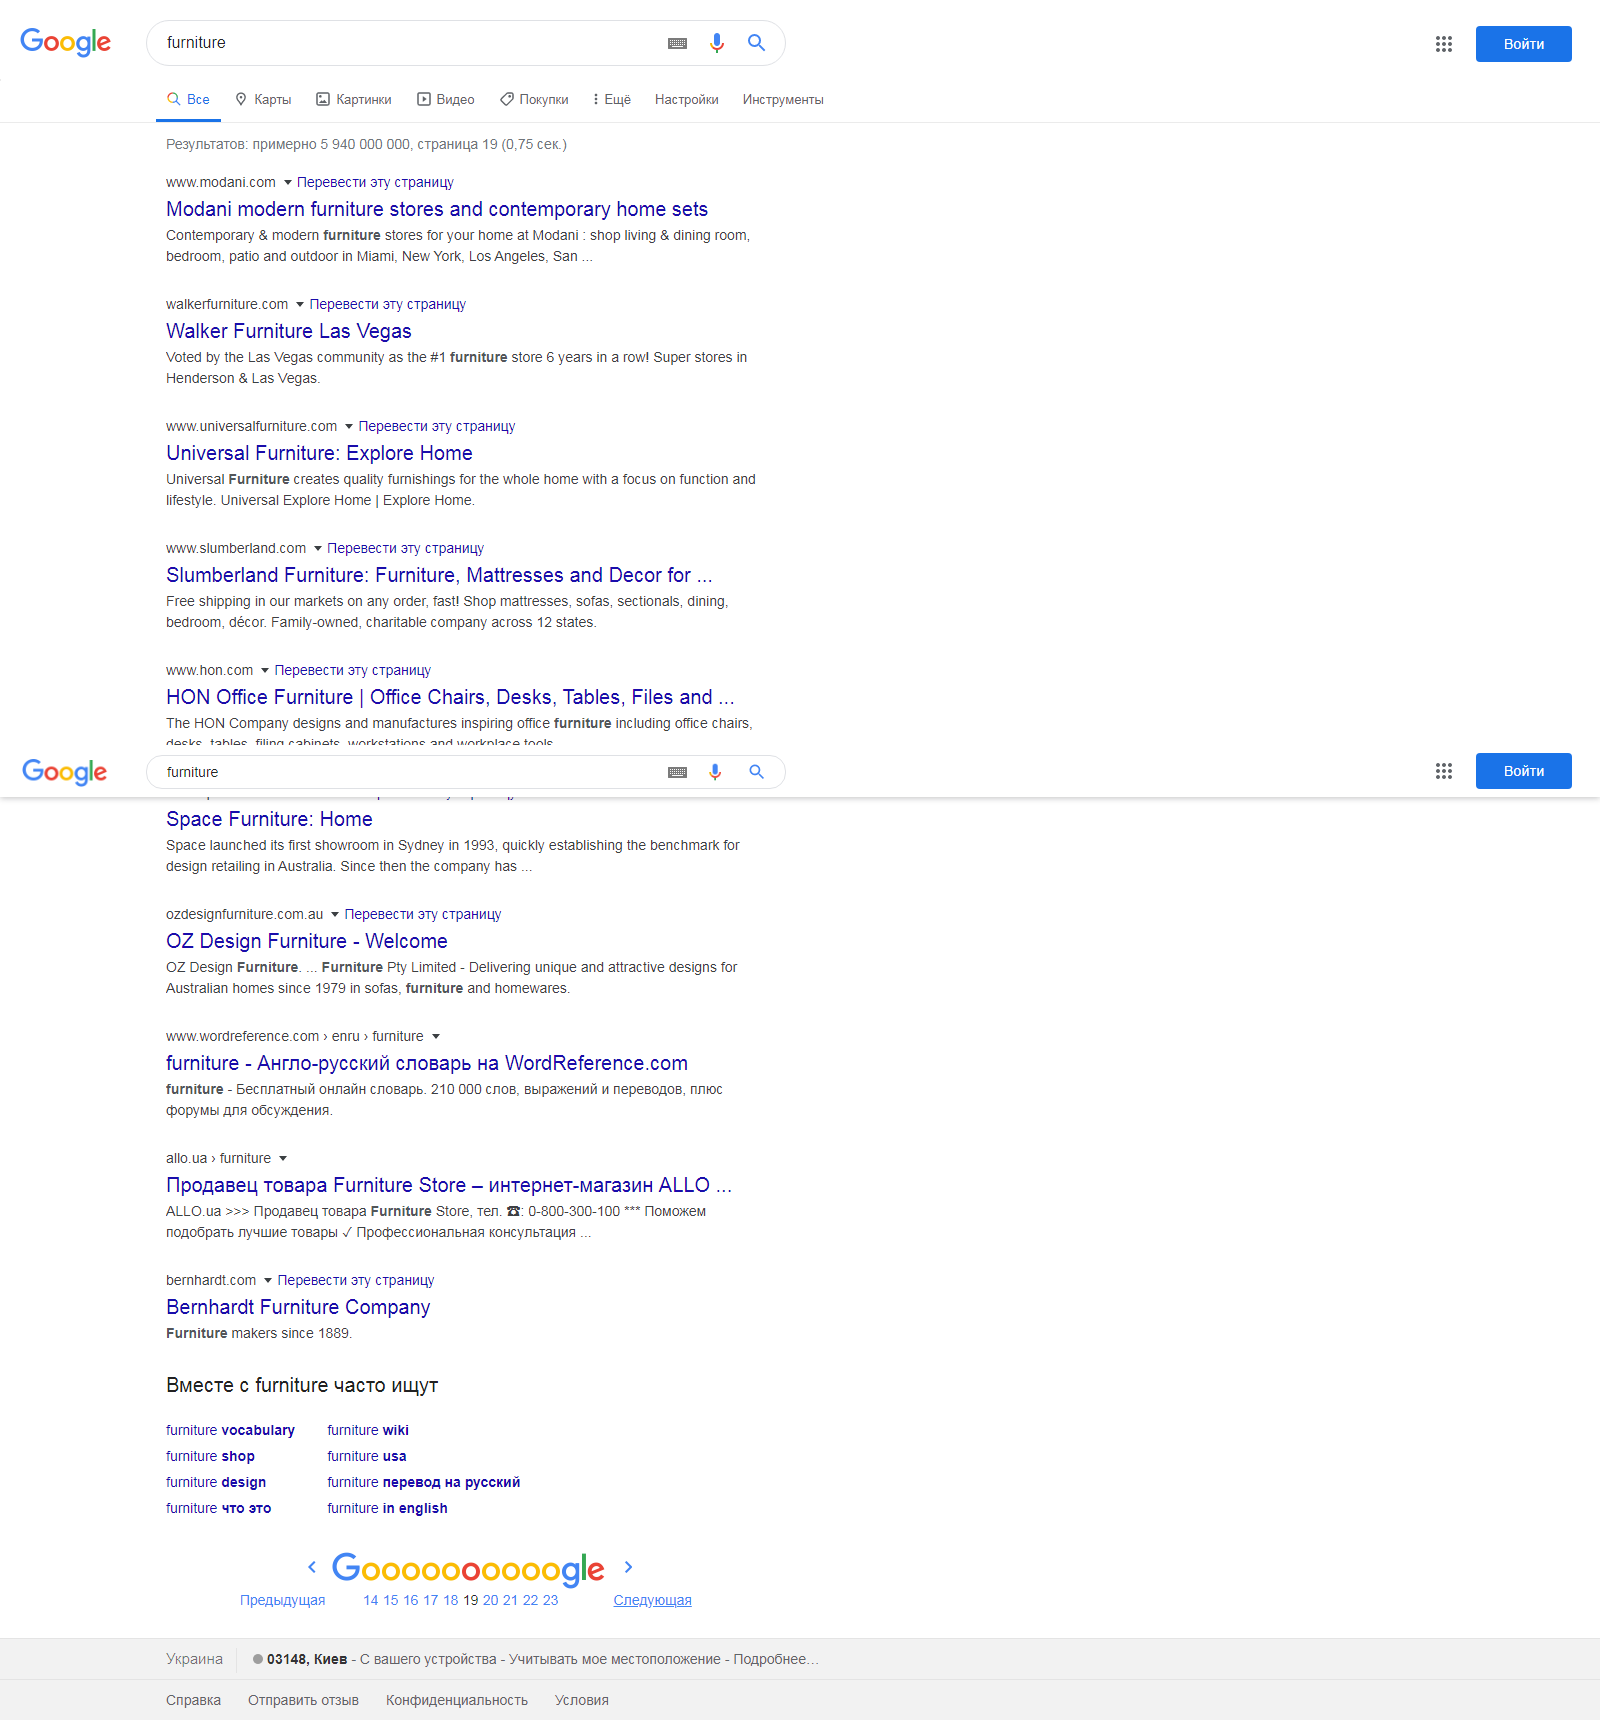 Google
furniture
Войти
Все Карты Картинки Видео Покупки Ещё Настройки Инструменты
Результатов: примерно 5 940 000 000, страница 19 (0,75 сек.)
www.modani.com Перевести эту страницу
Modani modern furniture stores and contemporary home sets
Contemporary & modern furniture stores for your home at Modani : shop living & dining room,
bedroom, patio and outdoor in Miami, New York, Los Angeles, San ...
walkerfurniture.com Перевести эту страницу
Walker Furniture Las Vegas
Voted by the Las Vegas community as the #1 furniture store 6 years in a row! Super stores in
Henderson & Las Vegas.
www.universalfurniture.com Перевести эту страницу
Universal Furniture: Explore Home
Universal Furniture creates quality furnishings for the whole home with a focus on function and
lifestyle. Universal Explore Home | Explore Home.
www.slumberland.com Перевести эту страницу
Slumberland Furniture: Furniture, Mattresses and Decor for ...
Free shipping in our markets on any order, fast! Shop mattresses, sofas, sectionals, dining,
bedroom, décor. Family-owned, charitable company across 12 states.
www.hon.com Перевести эту страницу
HON Office Furniture | Office Chairs, Desks, Tables, Files and ...
The HON Company designs and manufactures inspiring office furniture including office chairs,
desks, tables, filing cabinets, workstations and workplace tools.
Google
furniture
Войти
Space Furniture: Home
Space launched its first showroom in Sydney in 1993, quickly establishing the benchmark for
design retailing in Australia. Since then the company has ...
ozdesignfurniture.com.au Перевести эту страницу
OZ Design Furniture - Welcome
OZ Design Furniture. ... Furniture Pty Limited - Delivering unique and attractive designs for
Australian homes since 1979 in sofas, furniture and homewares.
www.wordreference.com › enru › furniture
furniture - Англо-русский словарь на WordReference.com
furniture - Бесплатный онлайн словарь. 210 000 слов, выражений и переводов, плюс
форумы для обсуждения.
allo.ua › furniture
Продавец товара Furniture Store – интернет-магазин ALLO ...
ALLO.ua >>> Продавец товара Furniture Store, тел. ☎: 0-800-300-100 *** Поможем
подобрать лучшие товары ✓ Профессиональная консультация ...
bernhardt.com Перевести эту страницу
Bernhardt Furniture Company
Furniture makers since 1889.
Вместе с furniture часто ищут
furniture vocabulary furniture wiki
furniture shop furniture usa
furniture design furniture перевод на русский
furniture что это furniture in english
Goooooooooogle
Предыдущая 14 15 16 17 18 19 20 21 22 23 Следующая
Украина 03148, Киев - С вашего устройства - Учитывать мое местоположение - Подробнее…
Справка Отправить отзыв Конфиденциальность Условия